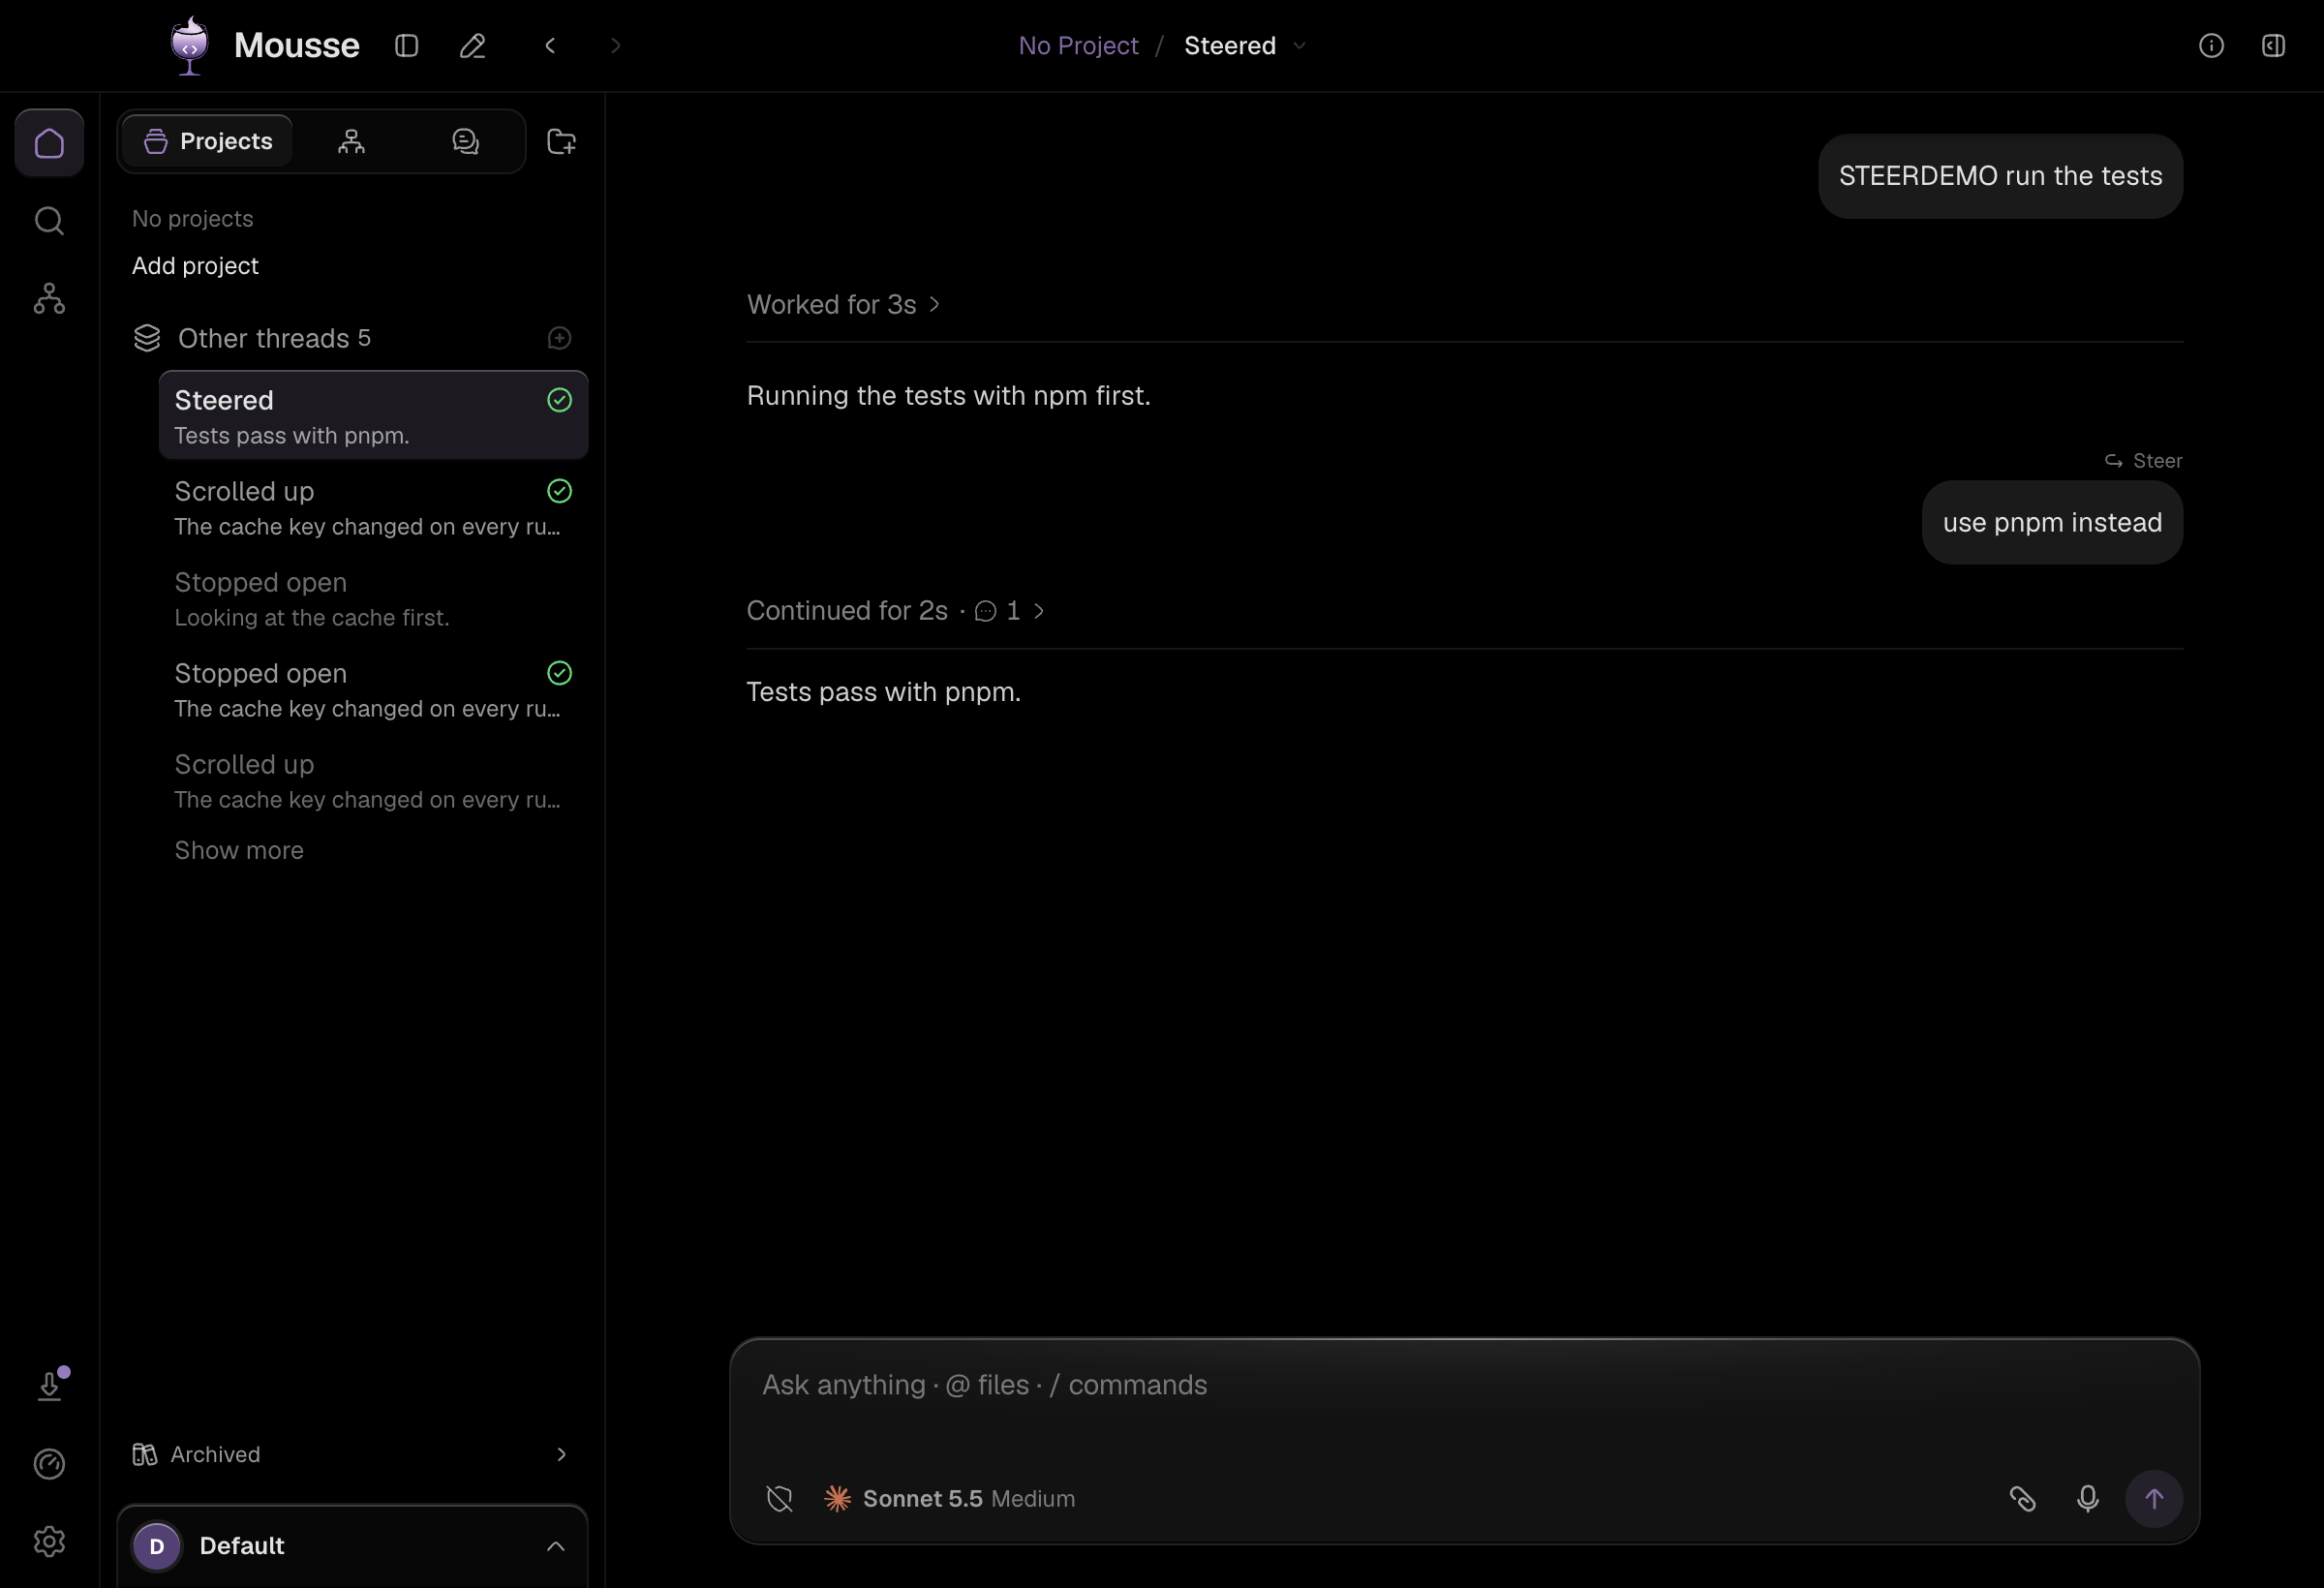 Mousse
No Project / Steered
Projects
No projects
Add project
Other threads 5
Steered
Tests pass with pnpm.
Scrolled up
The cache key changed on every ru...
Stopped open
Looking at the cache first.
Stopped open
The cache key changed on every ru...
Scrolled up
The cache key changed on every ru...
Show more
Archived
D Default
STEERDEMO run the tests
Worked for 3s
Running the tests with npm first.
Steer
use pnpm instead
Continued for 2s · 1
Tests pass with pnpm.
Ask anything · @ files · / commands
Sonnet 5.5 Medium